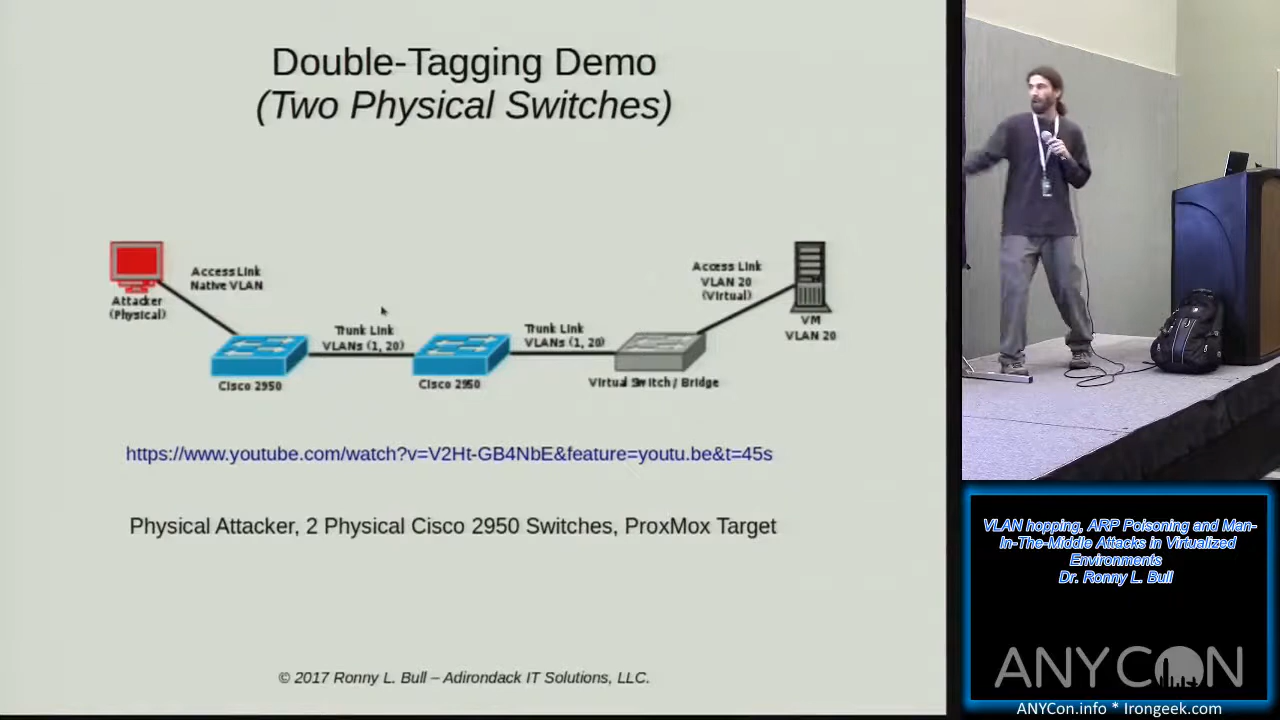 Double-Tagging Demo
(Two Physical Switches)
Attacker
(Physical)
Access Link
Native VLAN
Cisco 2950
Trunk Link
VLANs (1, 20)
Cisco 2950
Trunk Link
VLANs (1, 20)
Virtual Switch / Bridge
Access Link
VLAN 20
(Virtual)
VM
VLAN 20
https://www.youtube.com/watch?v=V2Ht-GB4NbE&feature=youtu.be&t=45s
Physical Attacker, 2 Physical Cisco 2950 Switches, ProxMox Target
© 2017 Ronny L. Bull – Adirondack IT Solutions, LLC.
VLAN hopping, ARP Poisoning and Man-
In-The-Middle Attacks in Virtualized
Environments
Dr. Ronny L. Bull
ANYCON
ANYCon.info * Irongeek.com